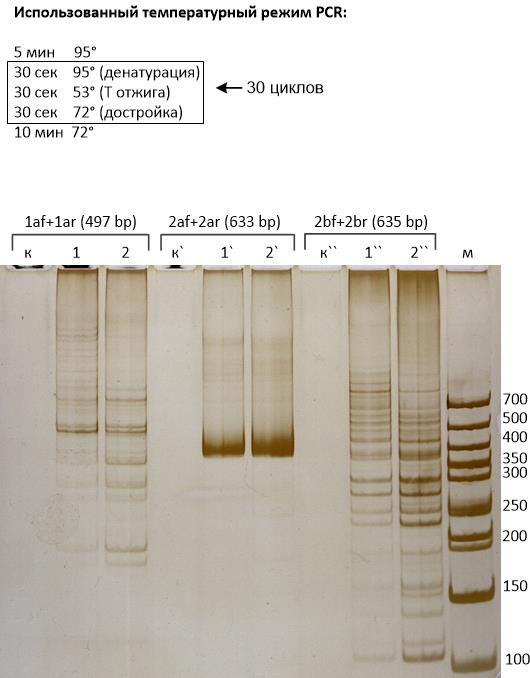 Использованный температурный режим PCR:
5 мин 95°
30 сек 95° (денатурация)
30 сек 53° (T отжига)
30 сек 72° (достройка)
10 мин 72°
30 циклов
1af+1ar (497 bp) 2af+2ar (633 bp) 2bf+2br (635 bp)
к 1 2 к` 1` 2` к`` 1`` 2`` м
700
500
400
350
300
250
200
150
100